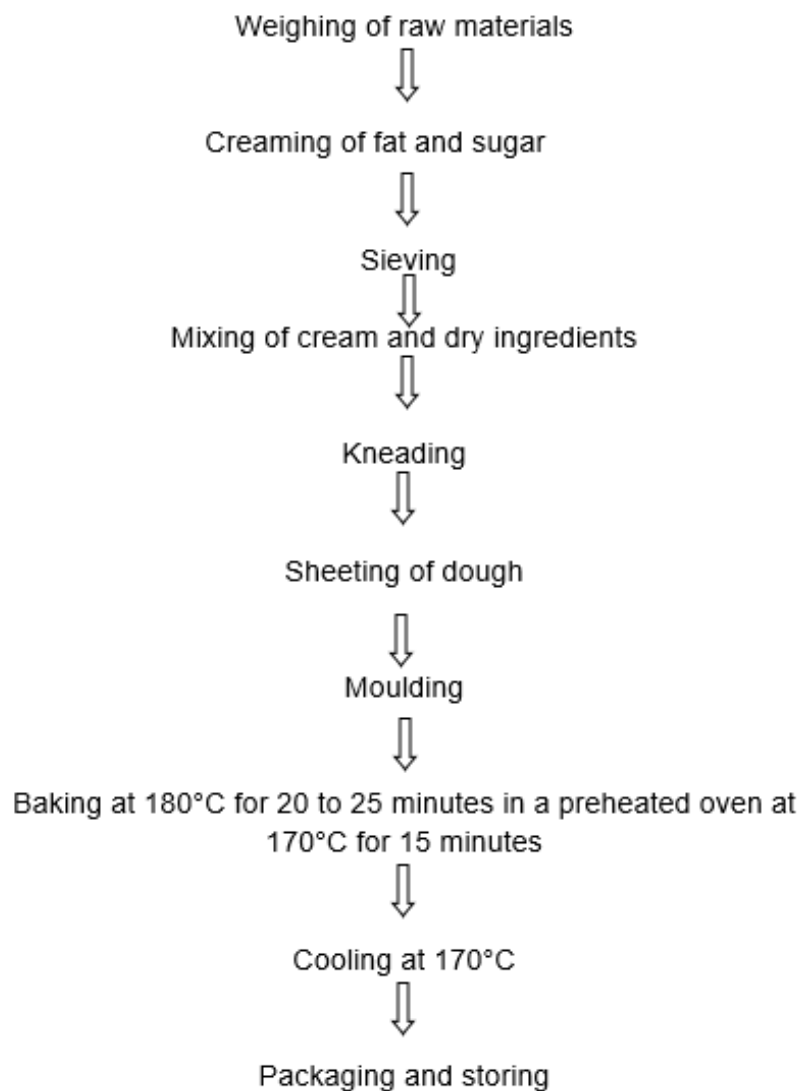 Weighing of raw materials
Creaming of fat and sugar
Sieving
Mixing of cream and dry ingredients
Kneading
Sheeting of dough
Moulding
Baking at 180°C for 20 to 25 minutes in a preheated oven at
170°C for 15 minutes
Cooling at 170°C
Packaging and storing